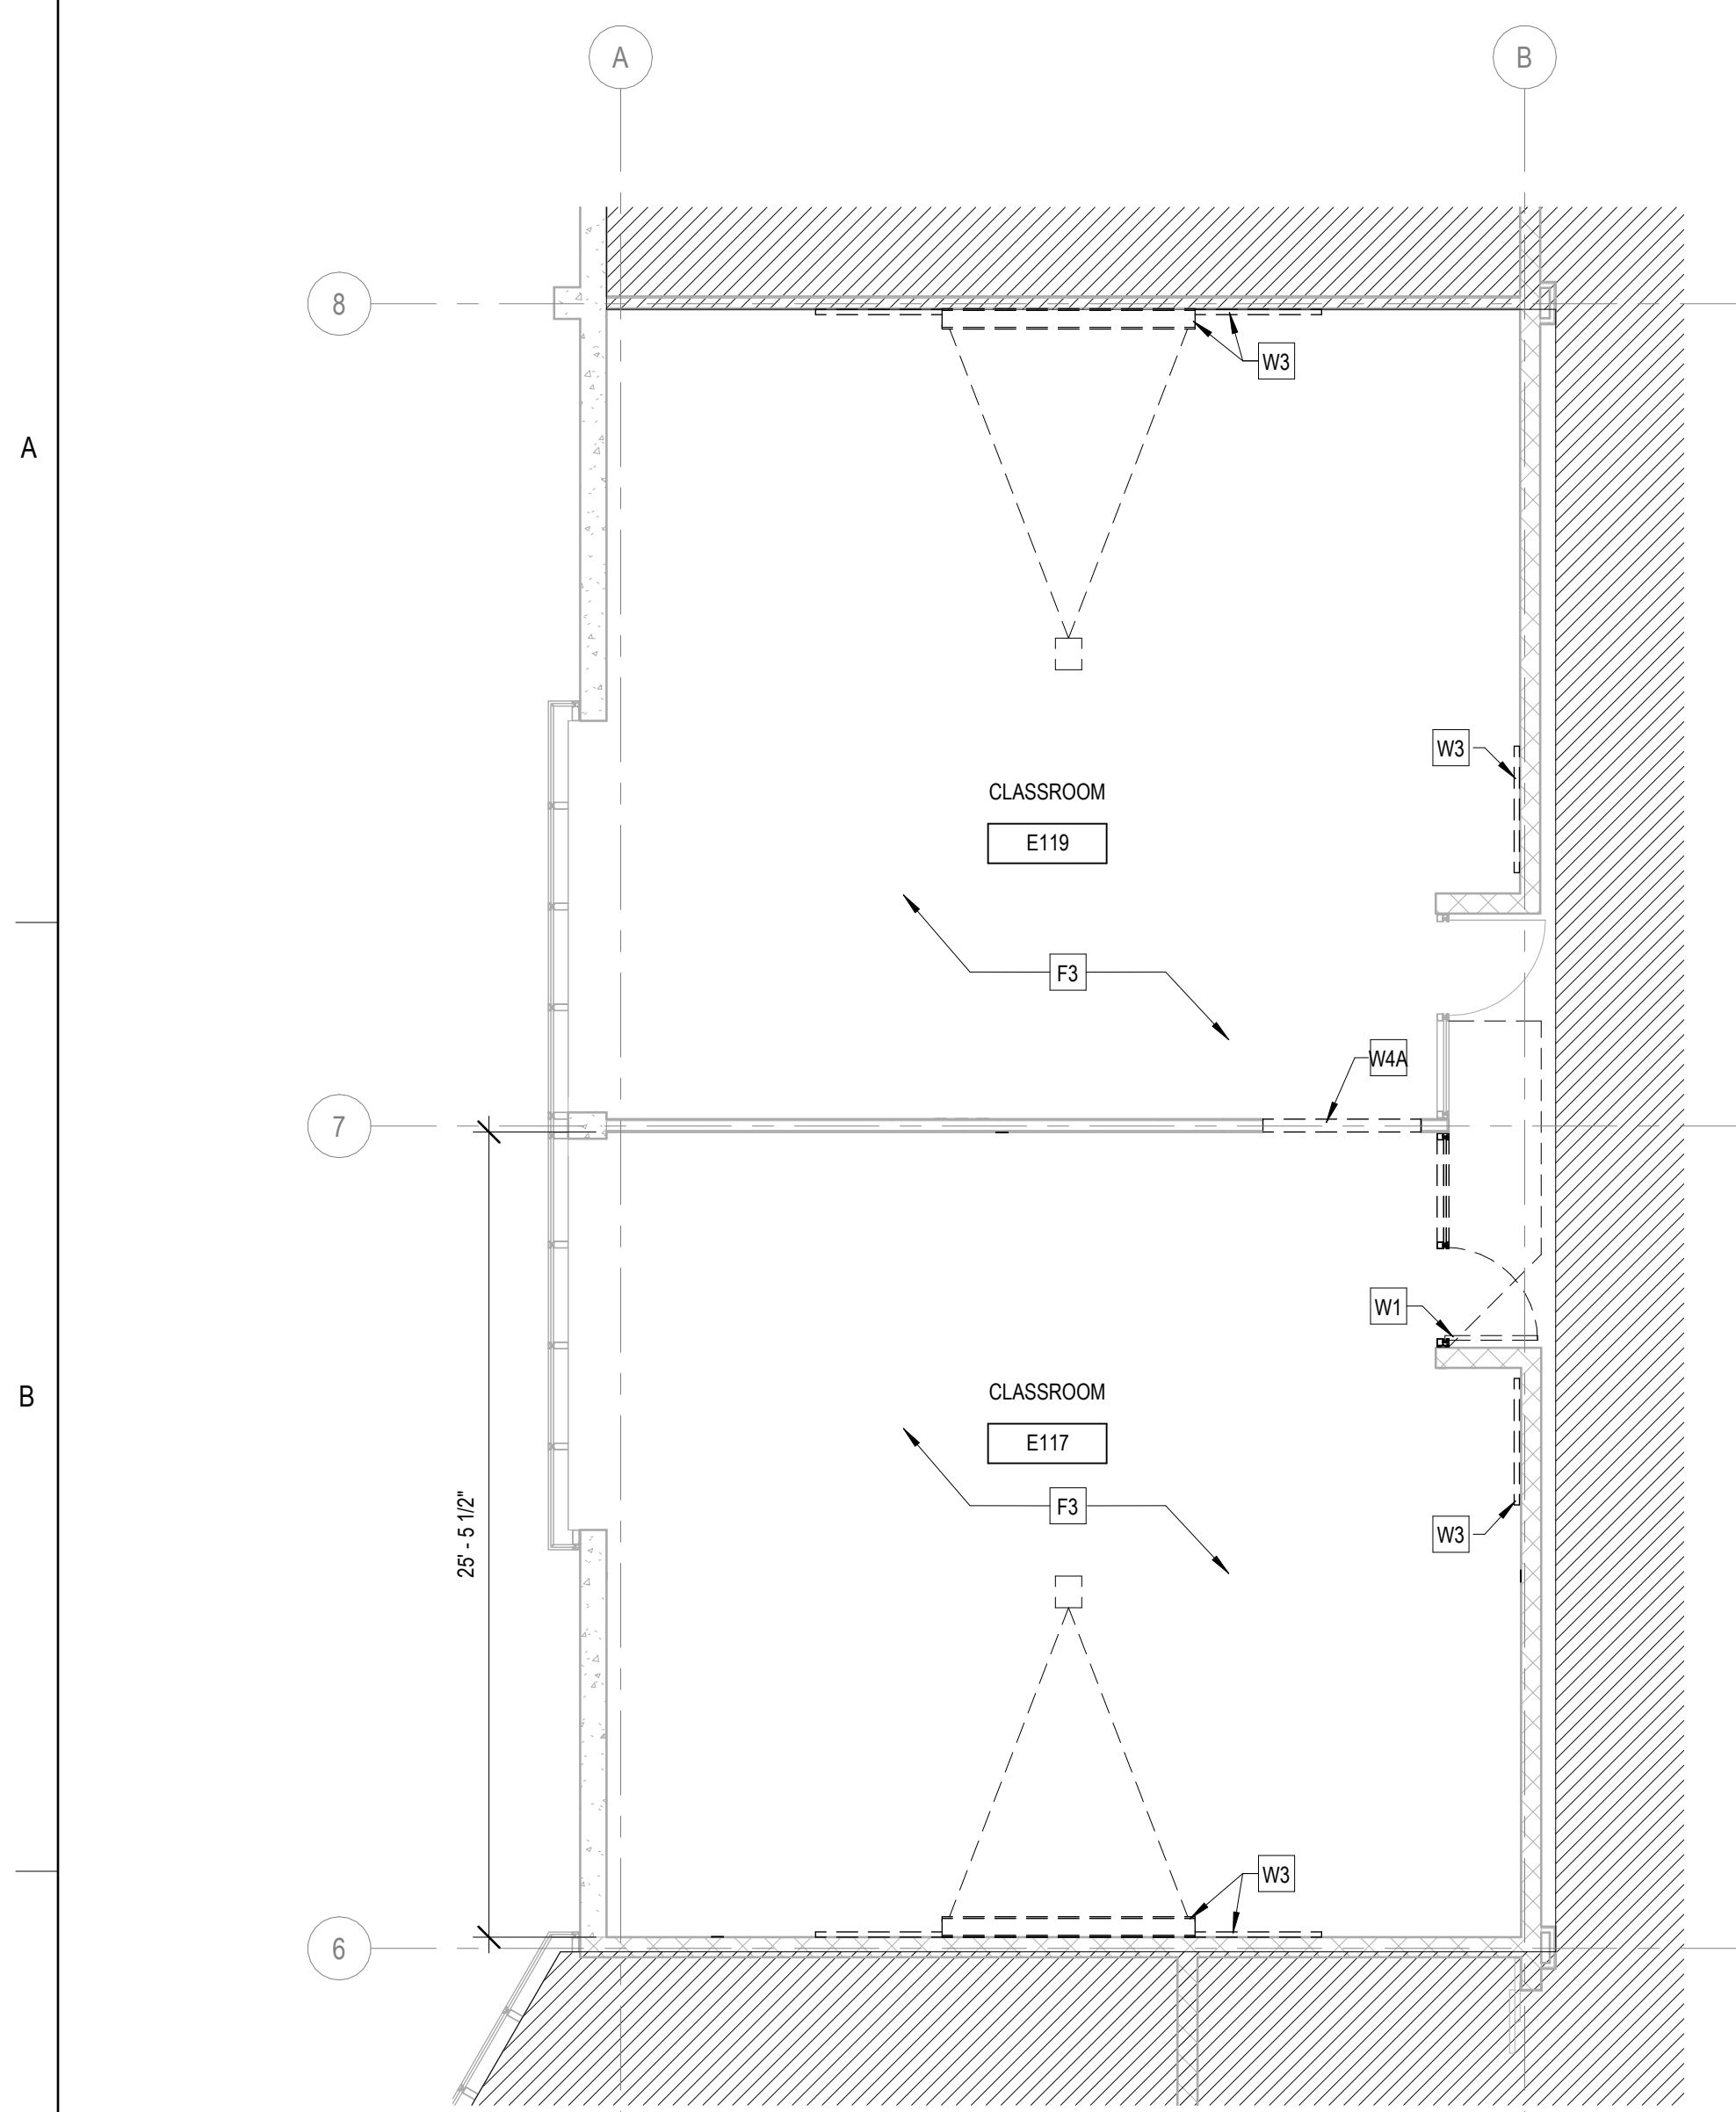 A
B
8
W3
A
W3
CLASSROOM
E119
F3
W4A
7
W1
B
CLASSROOM
E117
25' - 5 1/2"
F3
W3
W3
6